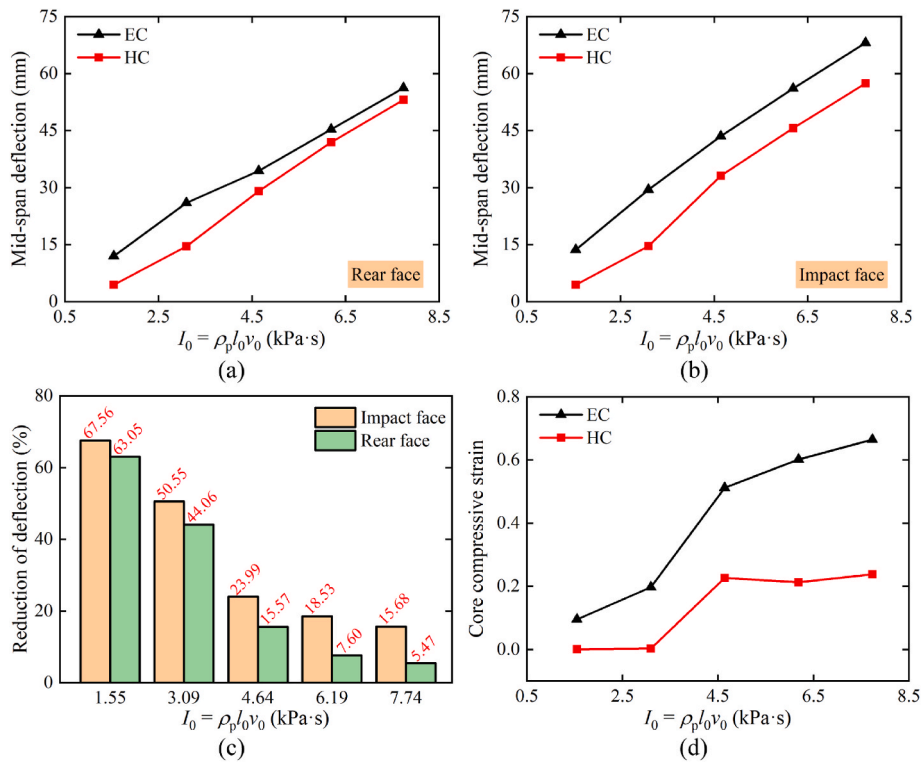 75
60
45
30
15
0
Mid-span deflection (mm)
EC
HC
Rear face
0.5
2.5
4.5
6.5
8.5
I₀ = ρₚl₀v₀ (kPa·s)
(a)
75
60
45
30
15
0
Mid-span deflection (mm)
EC
HC
Impact face
0.5
2.5
4.5
6.5
8.5
I₀ = ρₚl₀v₀ (kPa·s)
(b)
80
60
40
20
0
Reduction of deflection (%)
Impact face
Rear face
67.56
63.05
50.55
44.06
23.99
15.57
18.53
7.60
15.68
5.47
1.55
3.09
4.64
6.19
7.74
I₀ = ρₚl₀v₀ (kPa·s)
(c)
0.8
0.6
0.4
0.2
0.0
Core compressive strain
EC
HC
0.5
2.5
4.5
6.5
8.5
I₀ = ρₚl₀v₀ (kPa·s)
(d)